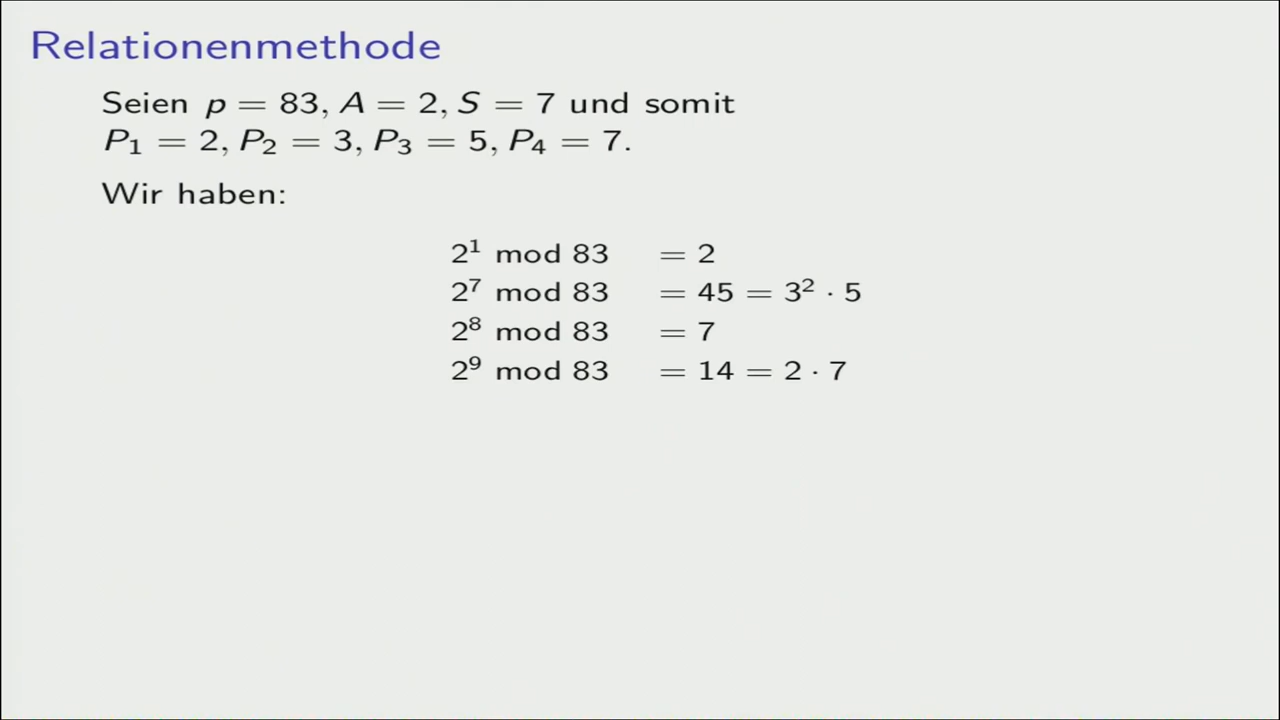 Relationenmethode
Seien p = 83, A = 2, S = 7 und somit
P₁ = 2, P₂ = 3, P₃ = 5, P₄ = 7.
Wir haben:
2¹ mod 83 = 2
2⁷ mod 83 = 45 = 3² · 5
2⁸ mod 83 = 7
2⁹ mod 83 = 14 = 2 · 7